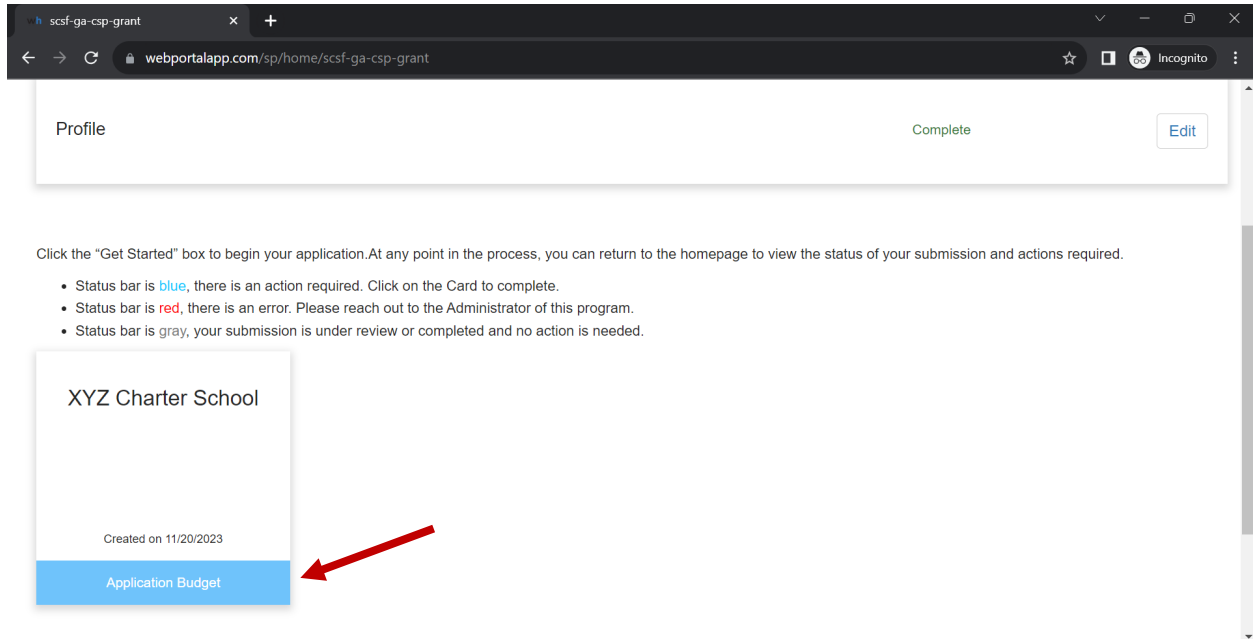 wh scsf-ga-csp-grant
webportalapp.com/sp/home/scsf-ga-csp-grant
Incognito
Profile
Complete
Edit
Click the “Get Started” box to begin your application.At any point in the process, you can return to the homepage to view the status of your submission and actions required.
• Status bar is blue, there is an action required. Click on the Card to complete.
• Status bar is red, there is an error. Please reach out to the Administrator of this program.
• Status bar is gray, your submission is under review or completed and no action is needed.
XYZ Charter School
Created on 11/20/2023
Application Budget